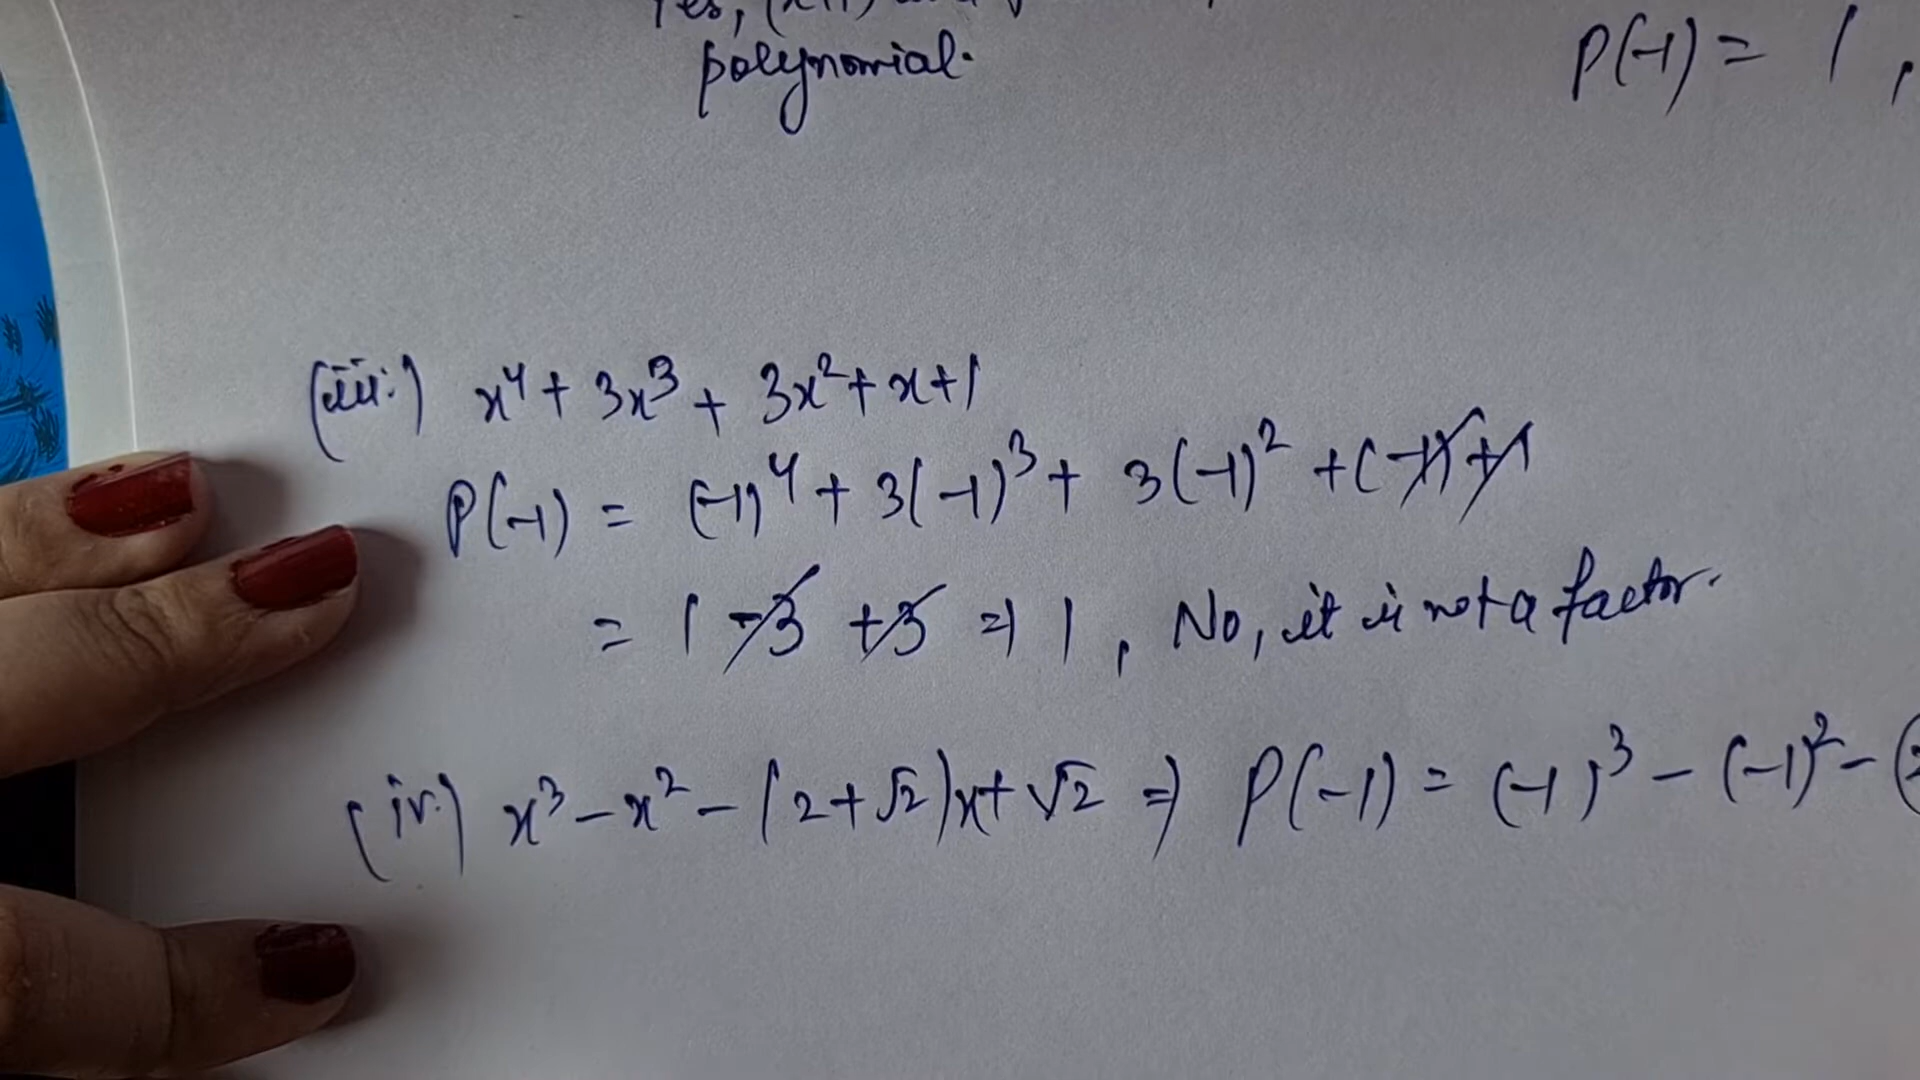 polynomial.
P(-1) = 1 ,
(iii.) x⁴ + 3x³ + 3x² + x + 1
P(-1) = (-1)⁴ + 3(-1)³ + 3(-1)² + (-1) + 1
= 1 - 3 + 3 = 1 , No, it is not a factor.
(iv.) x³ - x² - (2 + √2)x + √2 ⇒ P(-1) = (-1)³ - (-1)² -